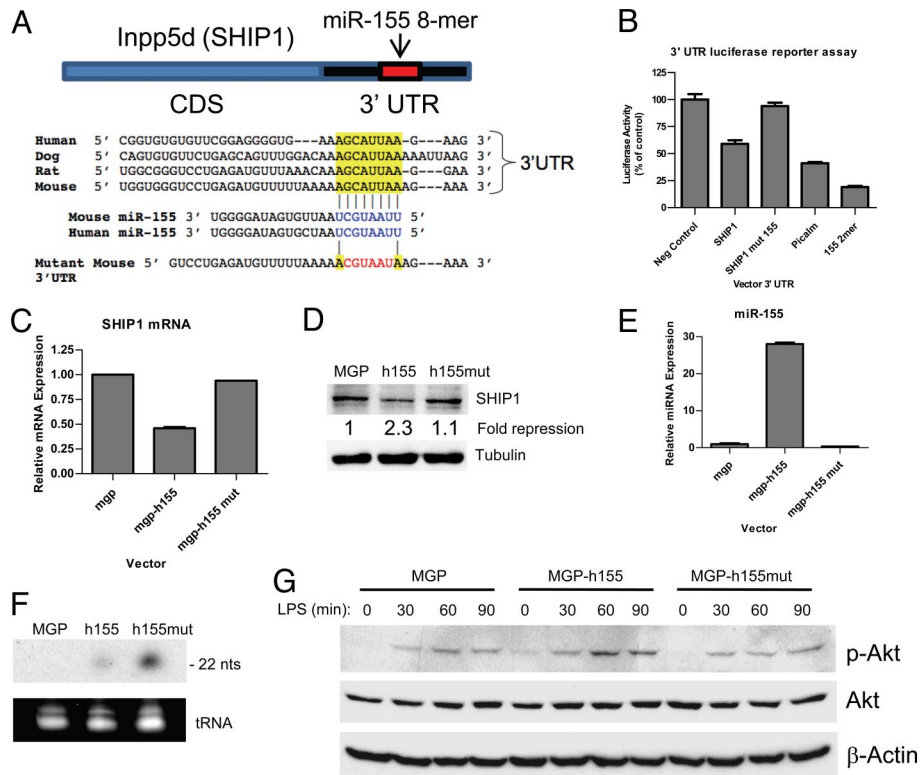 A
Inpp5d (SHIP1)
miR-155 8-mer
CDS
3' UTR
Human 5' CGGUGUGUGUUCGGAGGGGUG---AAAGCAUUAA-G---AAG 3'
Dog 5' CAGUGUGUUCUGAGCAGUUUGGACAAAGCAUUAAAAAUUAAG 3'
Rat 5' UGGCGGGUCCUGAGAUGUUUAACAAAGCAUUAAAG---GAA 3'
Mouse 5' UGGUGGGUCCUGAGAUGUUUUUAAAAAGCAUUAAAG---AAA 3'
3'UTR
Mouse miR-155 3' UGGGGAUAGUGUUAAUCGUAAUU 5'
Human miR-155 3' UGGGGAUAGUGCUAAUCGUAAUU 5'
Mutant Mouse 5' GUCCUGAGAUGUUUUUAAAAACGUAAUAAG---AAA 3'
3'UTR
B
3' UTR luciferase reporter assay
Luciferase Activity
(% of control)
125
100
75
50
25
0
Neg Control
SHIP1
SHIP1 mut 155
Picalm
155 2mer
Vector 3' UTR
C
SHIP1 mRNA
Relative mRNA Expression
1.25
1.00
0.75
0.50
0.25
0.00
mgp
mgp-h155
mgp-h155 mut
Vector
D
MGP h155 h155mut
SHIP1
1 2.3 1.1 Fold repression
Tubulin
E
miR-155
Relative miRNA Expression
30
20
10
0
mgp
mgp-h155
mgp-h155 mut
Vector
F
MGP h155 h155mut
- 22 nts
tRNA
G
MGP MGP-h155 MGP-h155mut
LPS (min): 0 30 60 90 0 30 60 90 0 30 60 90
p-Akt
Akt
β-Actin